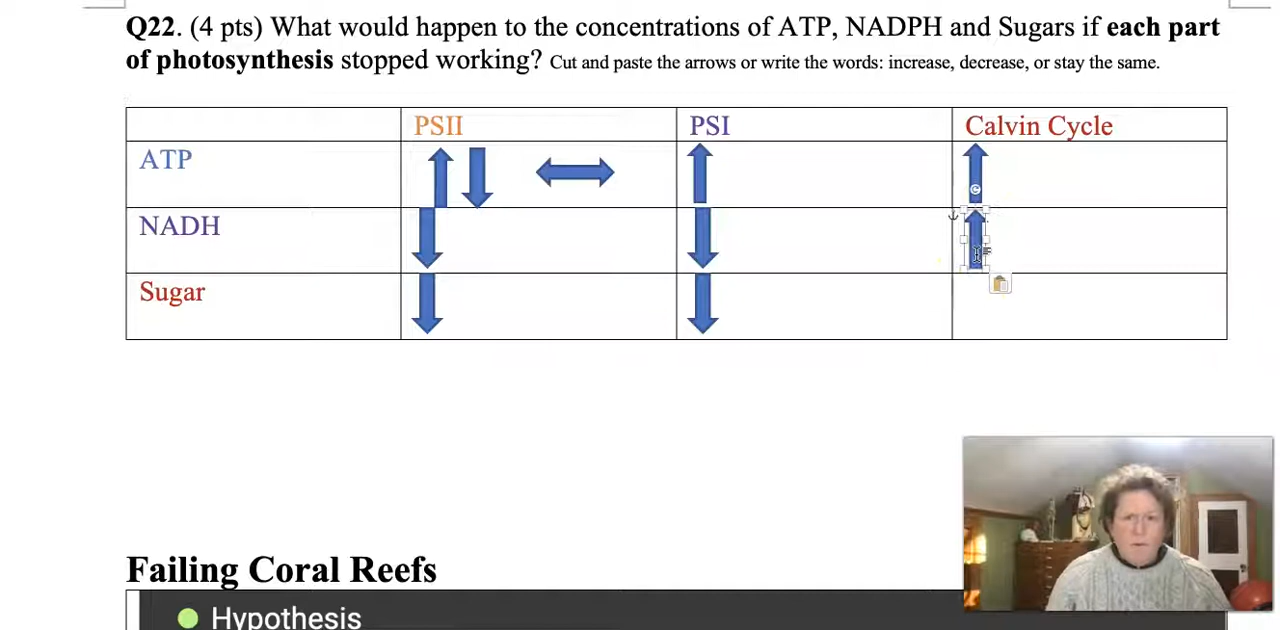 Q22. (4 pts) What would happen to the concentrations of ATP, NADPH and Sugars if each part
of photosynthesis stopped working? Cut and paste the arrows or write the words: increase, decrease, or stay the same.
PSII PSI Calvin Cycle
ATP
NADH
Sugar
Failing Coral Reefs
Hypothesis